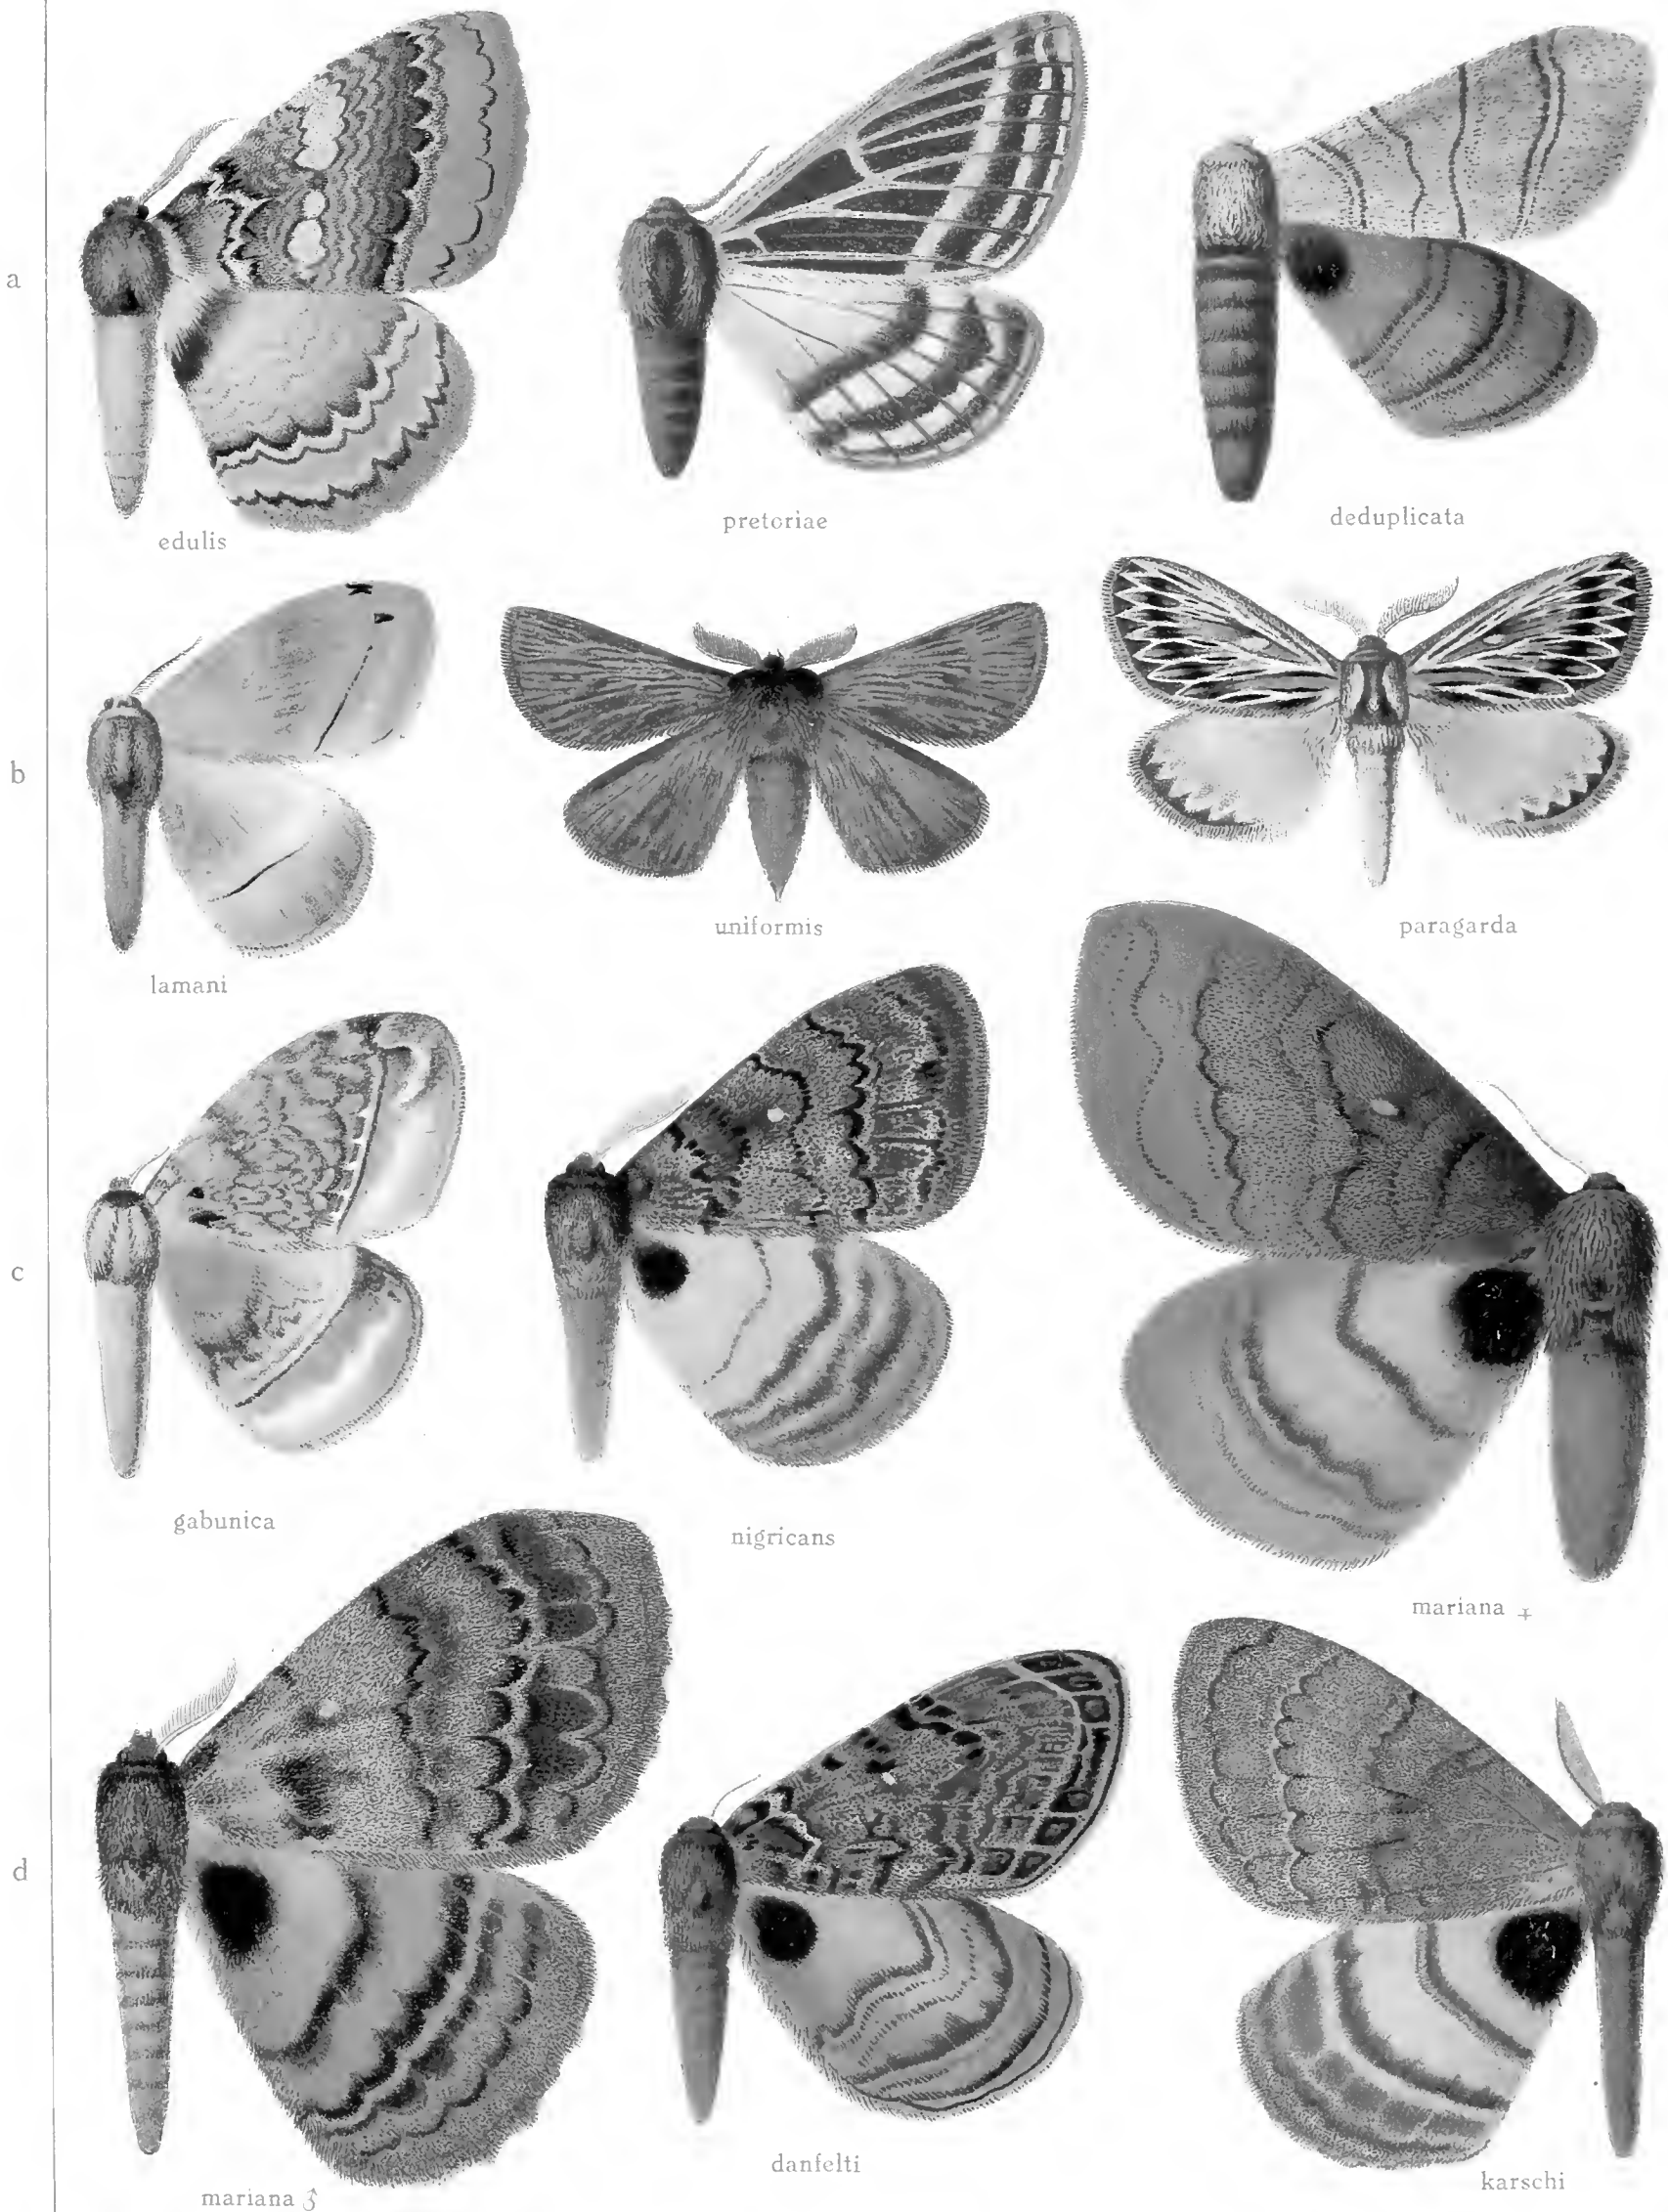 a
edulis
pretoriae
deduplicata
b
lamani
uniformis
paragarda
c
gabunica
nigricans
mariana ♀
d
mariana ♂
danfelti
karschi